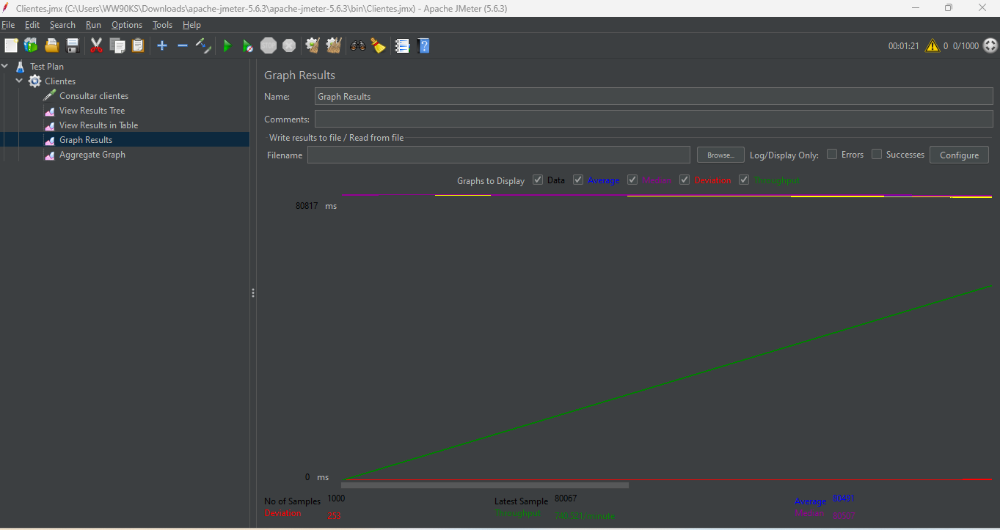 Clientes.jmx (C:\Users\WW90KS\Downloads\apache-jmeter-5.6.3\apache-jmeter-5.6.3\bin\Clientes.jmx) - Apache JMeter (5.6.3)
File Edit Search Run Options Tools Help
STOP 00:01:21 0 0/1000
Test Plan
Clientes
Consultar clientes
View Results Tree
View Results in Table
Graph Results
Aggregate Graph
Graph Results
Name: Graph Results
Comments:
Write results to file / Read from file
Filename Browse... Log/Display Only: Errors Successes Configure
Graphs to Display Data Average Median Deviation Throughput
80817 ms
0 ms
No of Samples 1000 Latest Sample 80067 Average 80491
Deviation 253 Throughput 740.521/minute Median